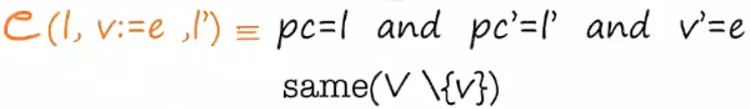 C(l, v:=e ,l') ≡ pc=l and pc'=l' and v'=e
same(V \{v})